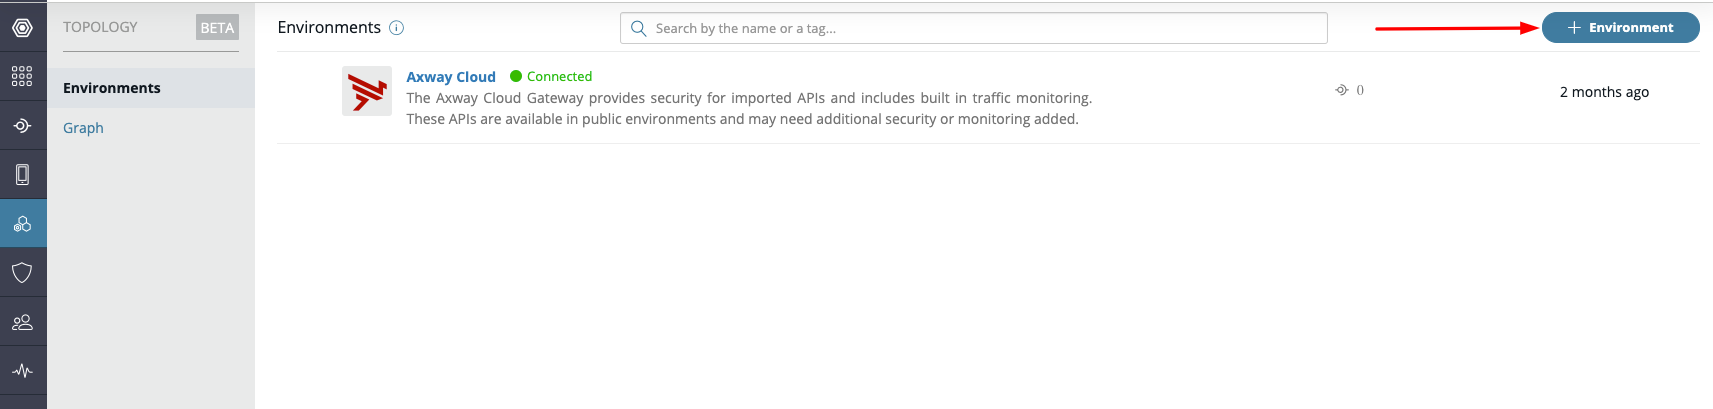 TOPOLOGY BETA
Environments
Graph
Environments
Search by the name or a tag...
Environment
Axway Cloud Connected
The Axway Cloud Gateway provides security for imported APIs and includes built in traffic monitoring.
These APIs are available in public environments and may need additional security or monitoring added.
0
2 months ago